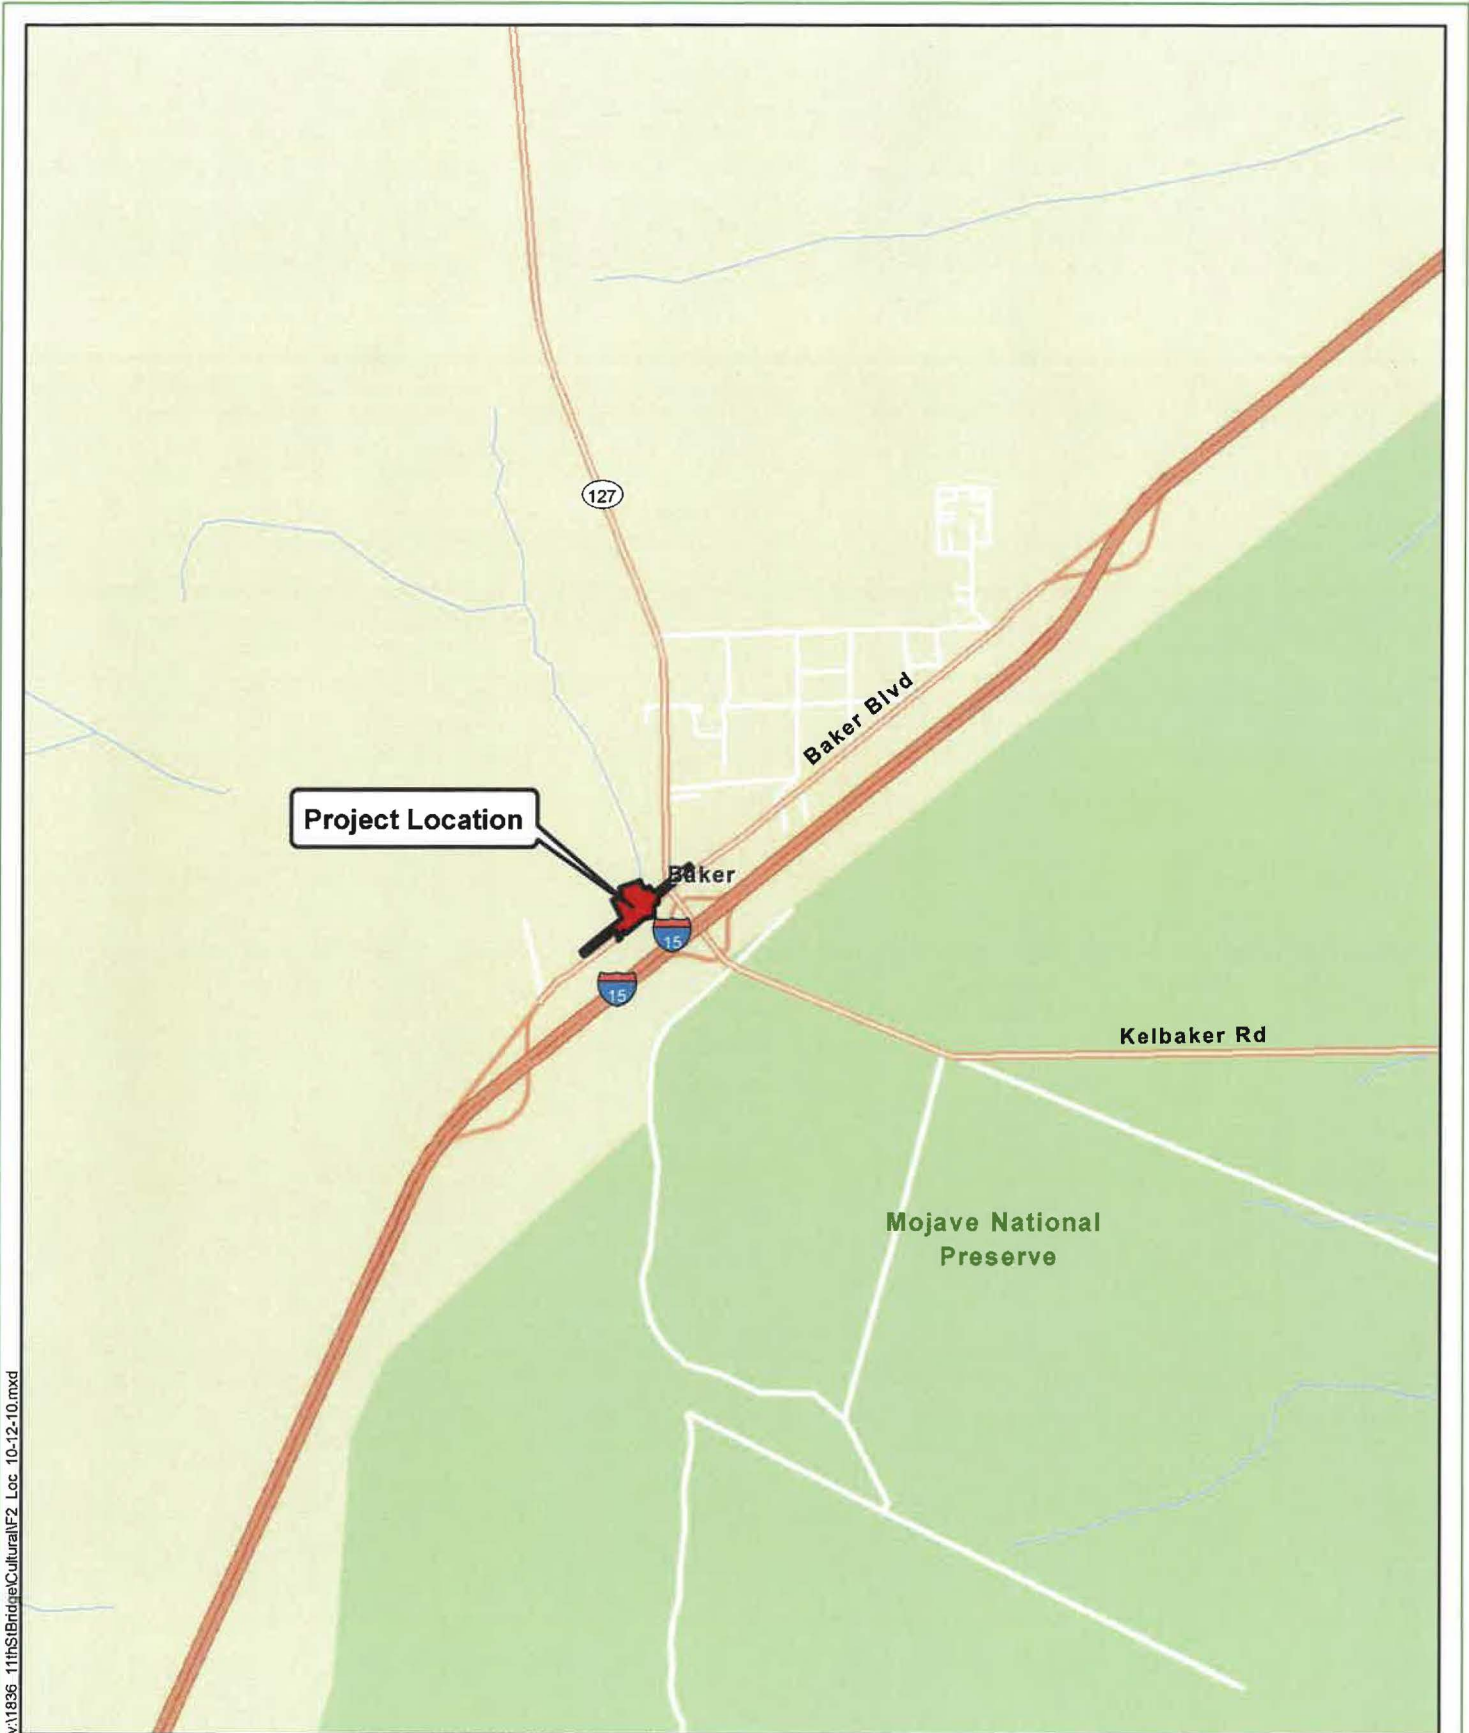 127
Baker Blvd
Project Location
Baker
15
15
Kelbaker Rd
Mojave National
Preserve
v:\1836 11thStBridge\Cultural\F2 Loc 10-12-10.mxd